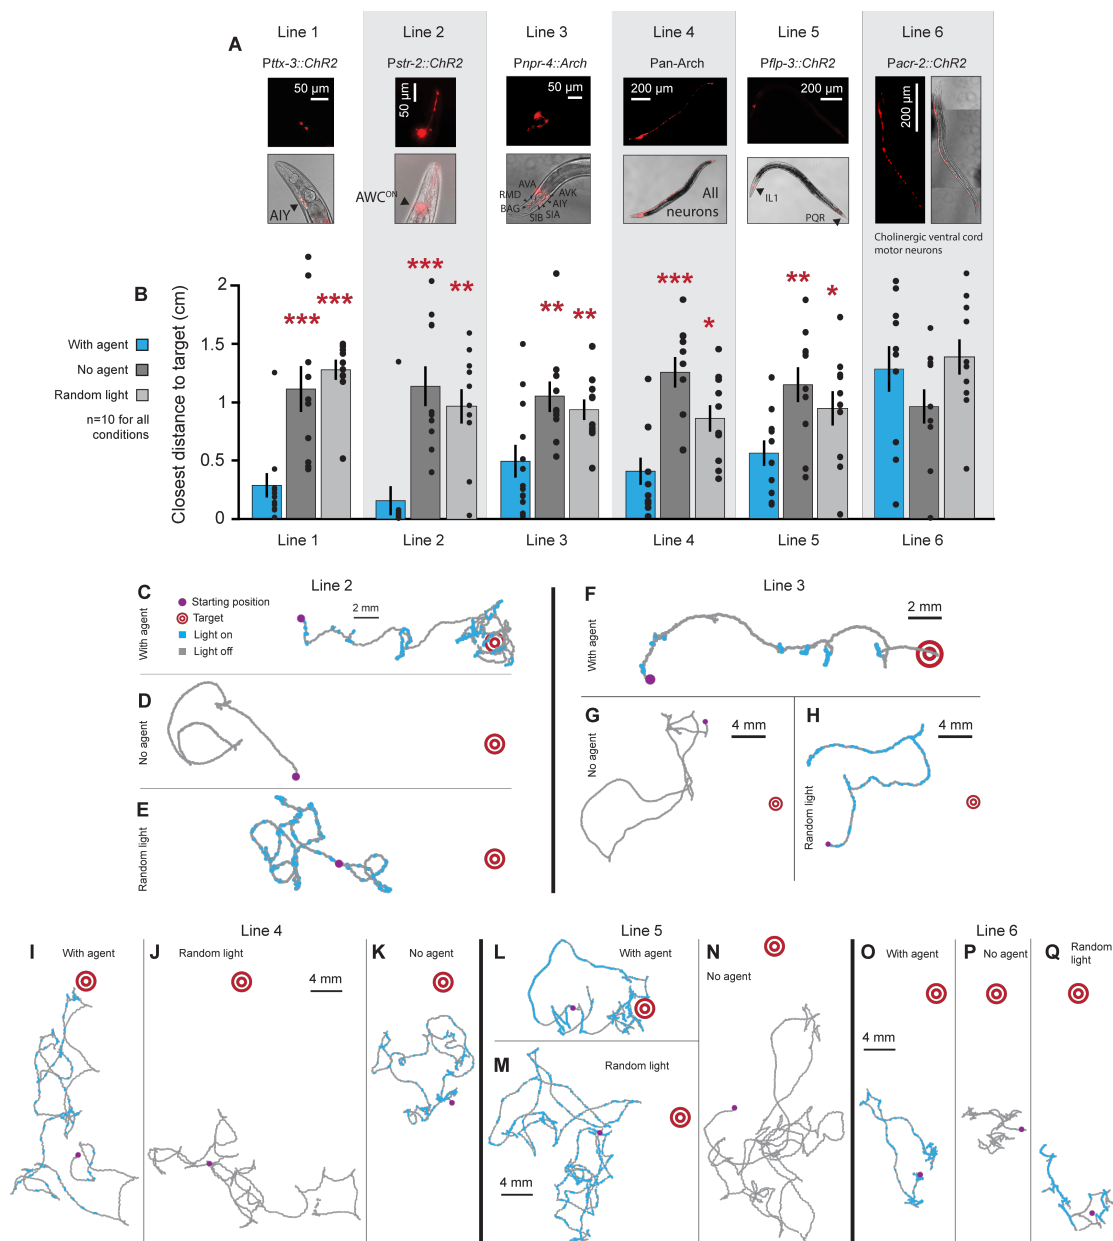 Line 1 Line 2 Line 3 Line 4 Line 5 Line 6
A
Pttx-3::ChR2 Pstr-2::ChR2 Pnpr-4::Arch Pan-Arch Pflp-3::ChR2 Pacr-2::ChR2
50 µm 50 µm 50 µm 200 µm 200 µm 200 µm
AIY
AWCON
AVA
RMD
BAG
SIB
SIA
AIY
AVK
All
neurons
IL1
PQR
Cholinergic ventral cord
motor neurons
B
With agent
No agent
Random light
n=10 for all
conditions
Closest distance to target (cm)
2
1.5
1
0.5
0
*** *** *** ** ** ** *** * ** *
Line 1 Line 2 Line 3 Line 4 Line 5 Line 6
Line 2
C
With agent
Starting position
Target
Light on
Light off
2 mm
D
No agent
E
Random light
Line 3
F
With agent
2 mm
G
No agent
4 mm
H
Random light
4 mm
Line 4
I With agent
J Random light
4 mm
K No agent
Line 5
L
With agent
M
Random light
4 mm
N
No agent
Line 6
O With agent
4 mm
P No agent
Q Random
light